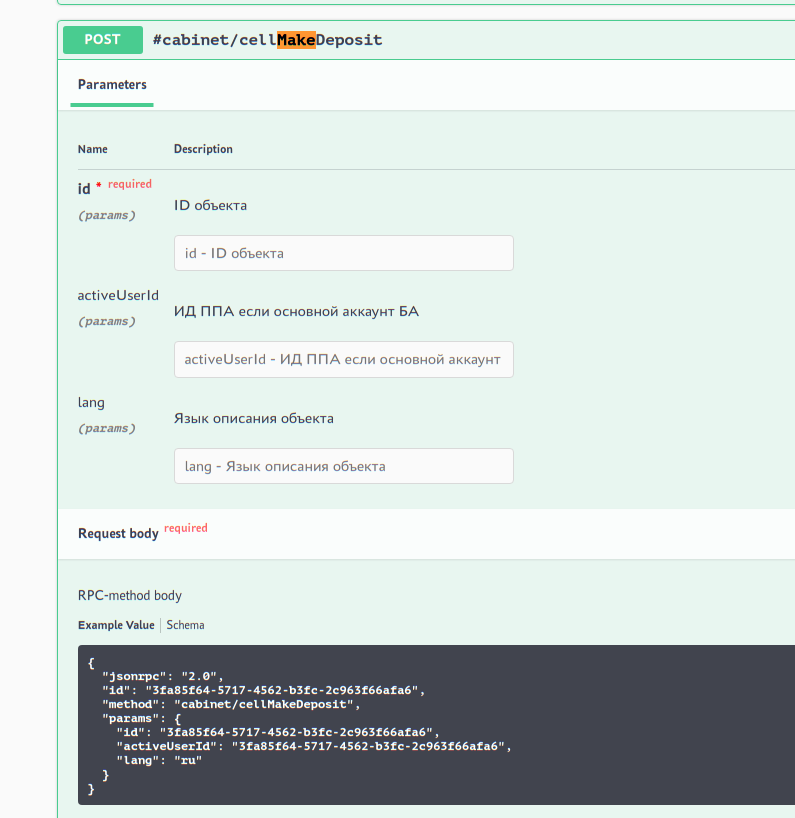 POST #cabinet/cellMakeDeposit
Parameters
Name Description
id * required
(params)
ID объекта
id - ID объекта
activeUserId
(params)
ИД ППА если основной аккаунт БА
activeUserId - ИД ППА если основной аккаунт
lang
(params)
Язык описания объекта
lang - Язык описания объекта
Request body required
RPC-method body
Example Value Schema
{
"jsonrpc": "2.0",
"id": "3fa85f64-5717-4562-b3fc-2c963f66afa6",
"method": "cabinet/cellMakeDeposit",
"params": {
"id": "3fa85f64-5717-4562-b3fc-2c963f66afa6",
"activeUserId": "3fa85f64-5717-4562-b3fc-2c963f66afa6",
"lang": "ru"
}
}